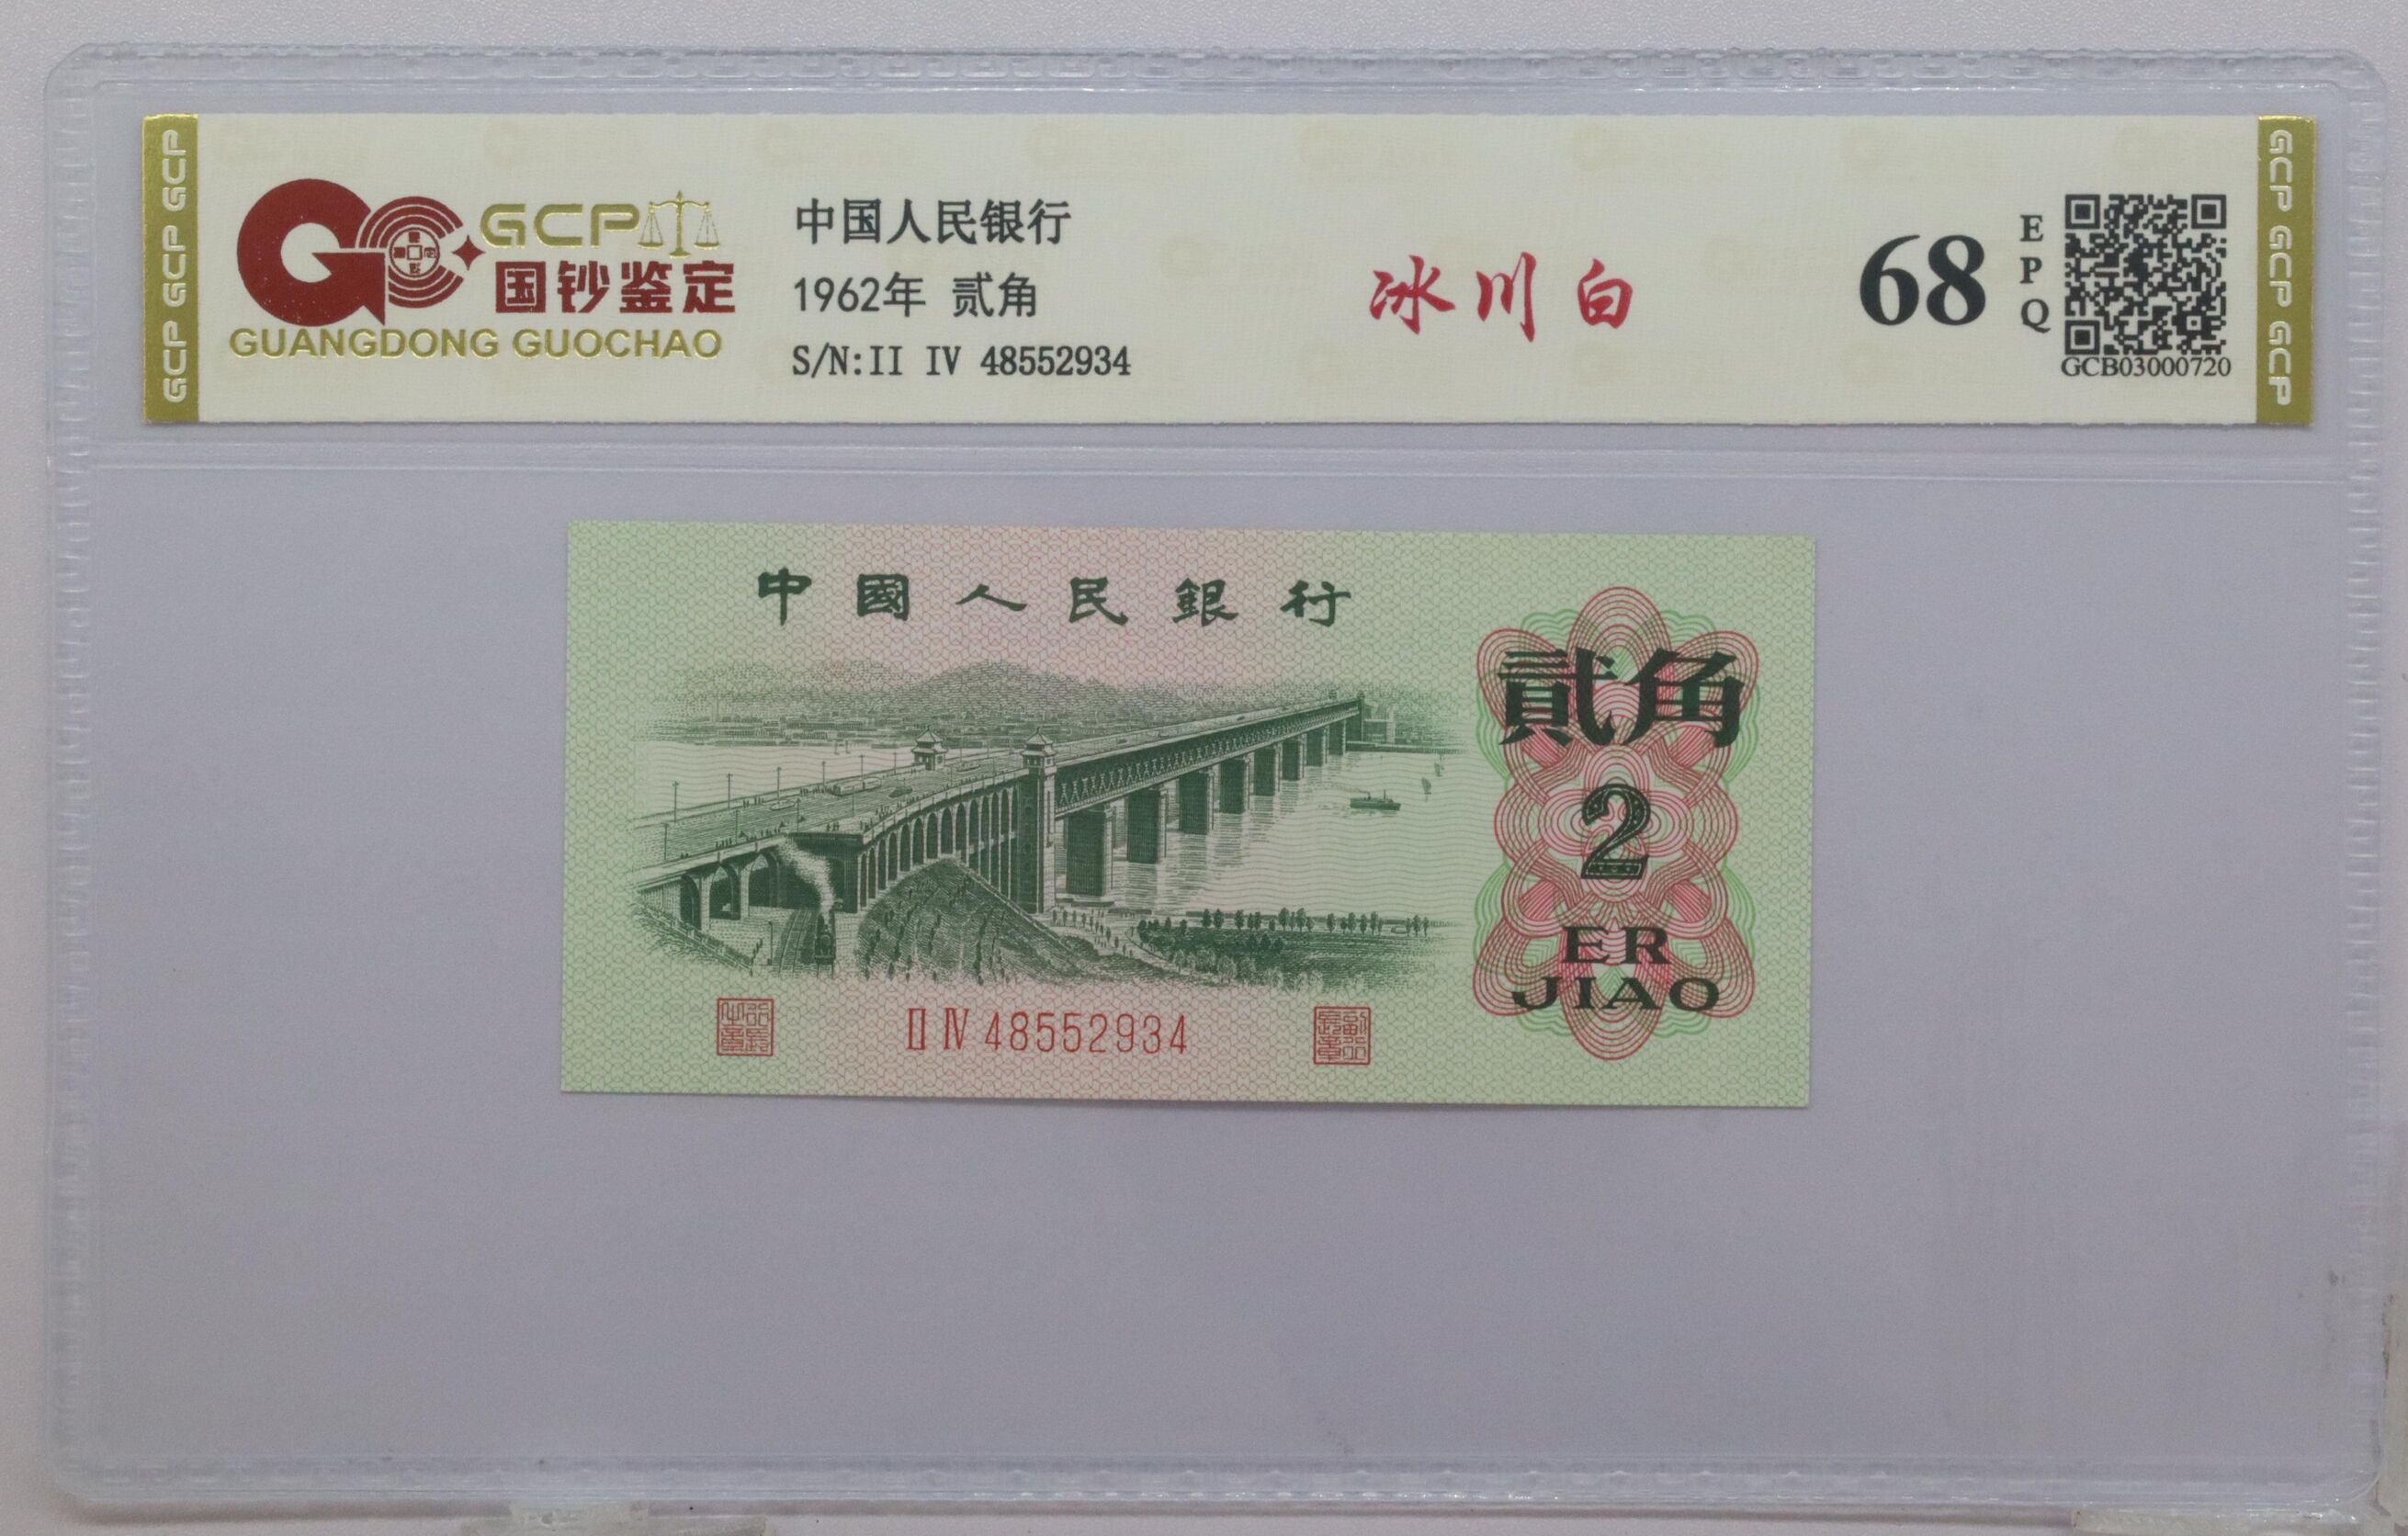 GCP GCP GCP
GCP
国钞鉴定
GUANGDONG GUOCHAO
中国人民银行
1962年 贰角
S/N:II IV 48552934
冰川白
68
EPQ
GCB03000720
GCP GCP GCP
中國人民銀行
貳角
2
ER
JIAO
II IV 48552934